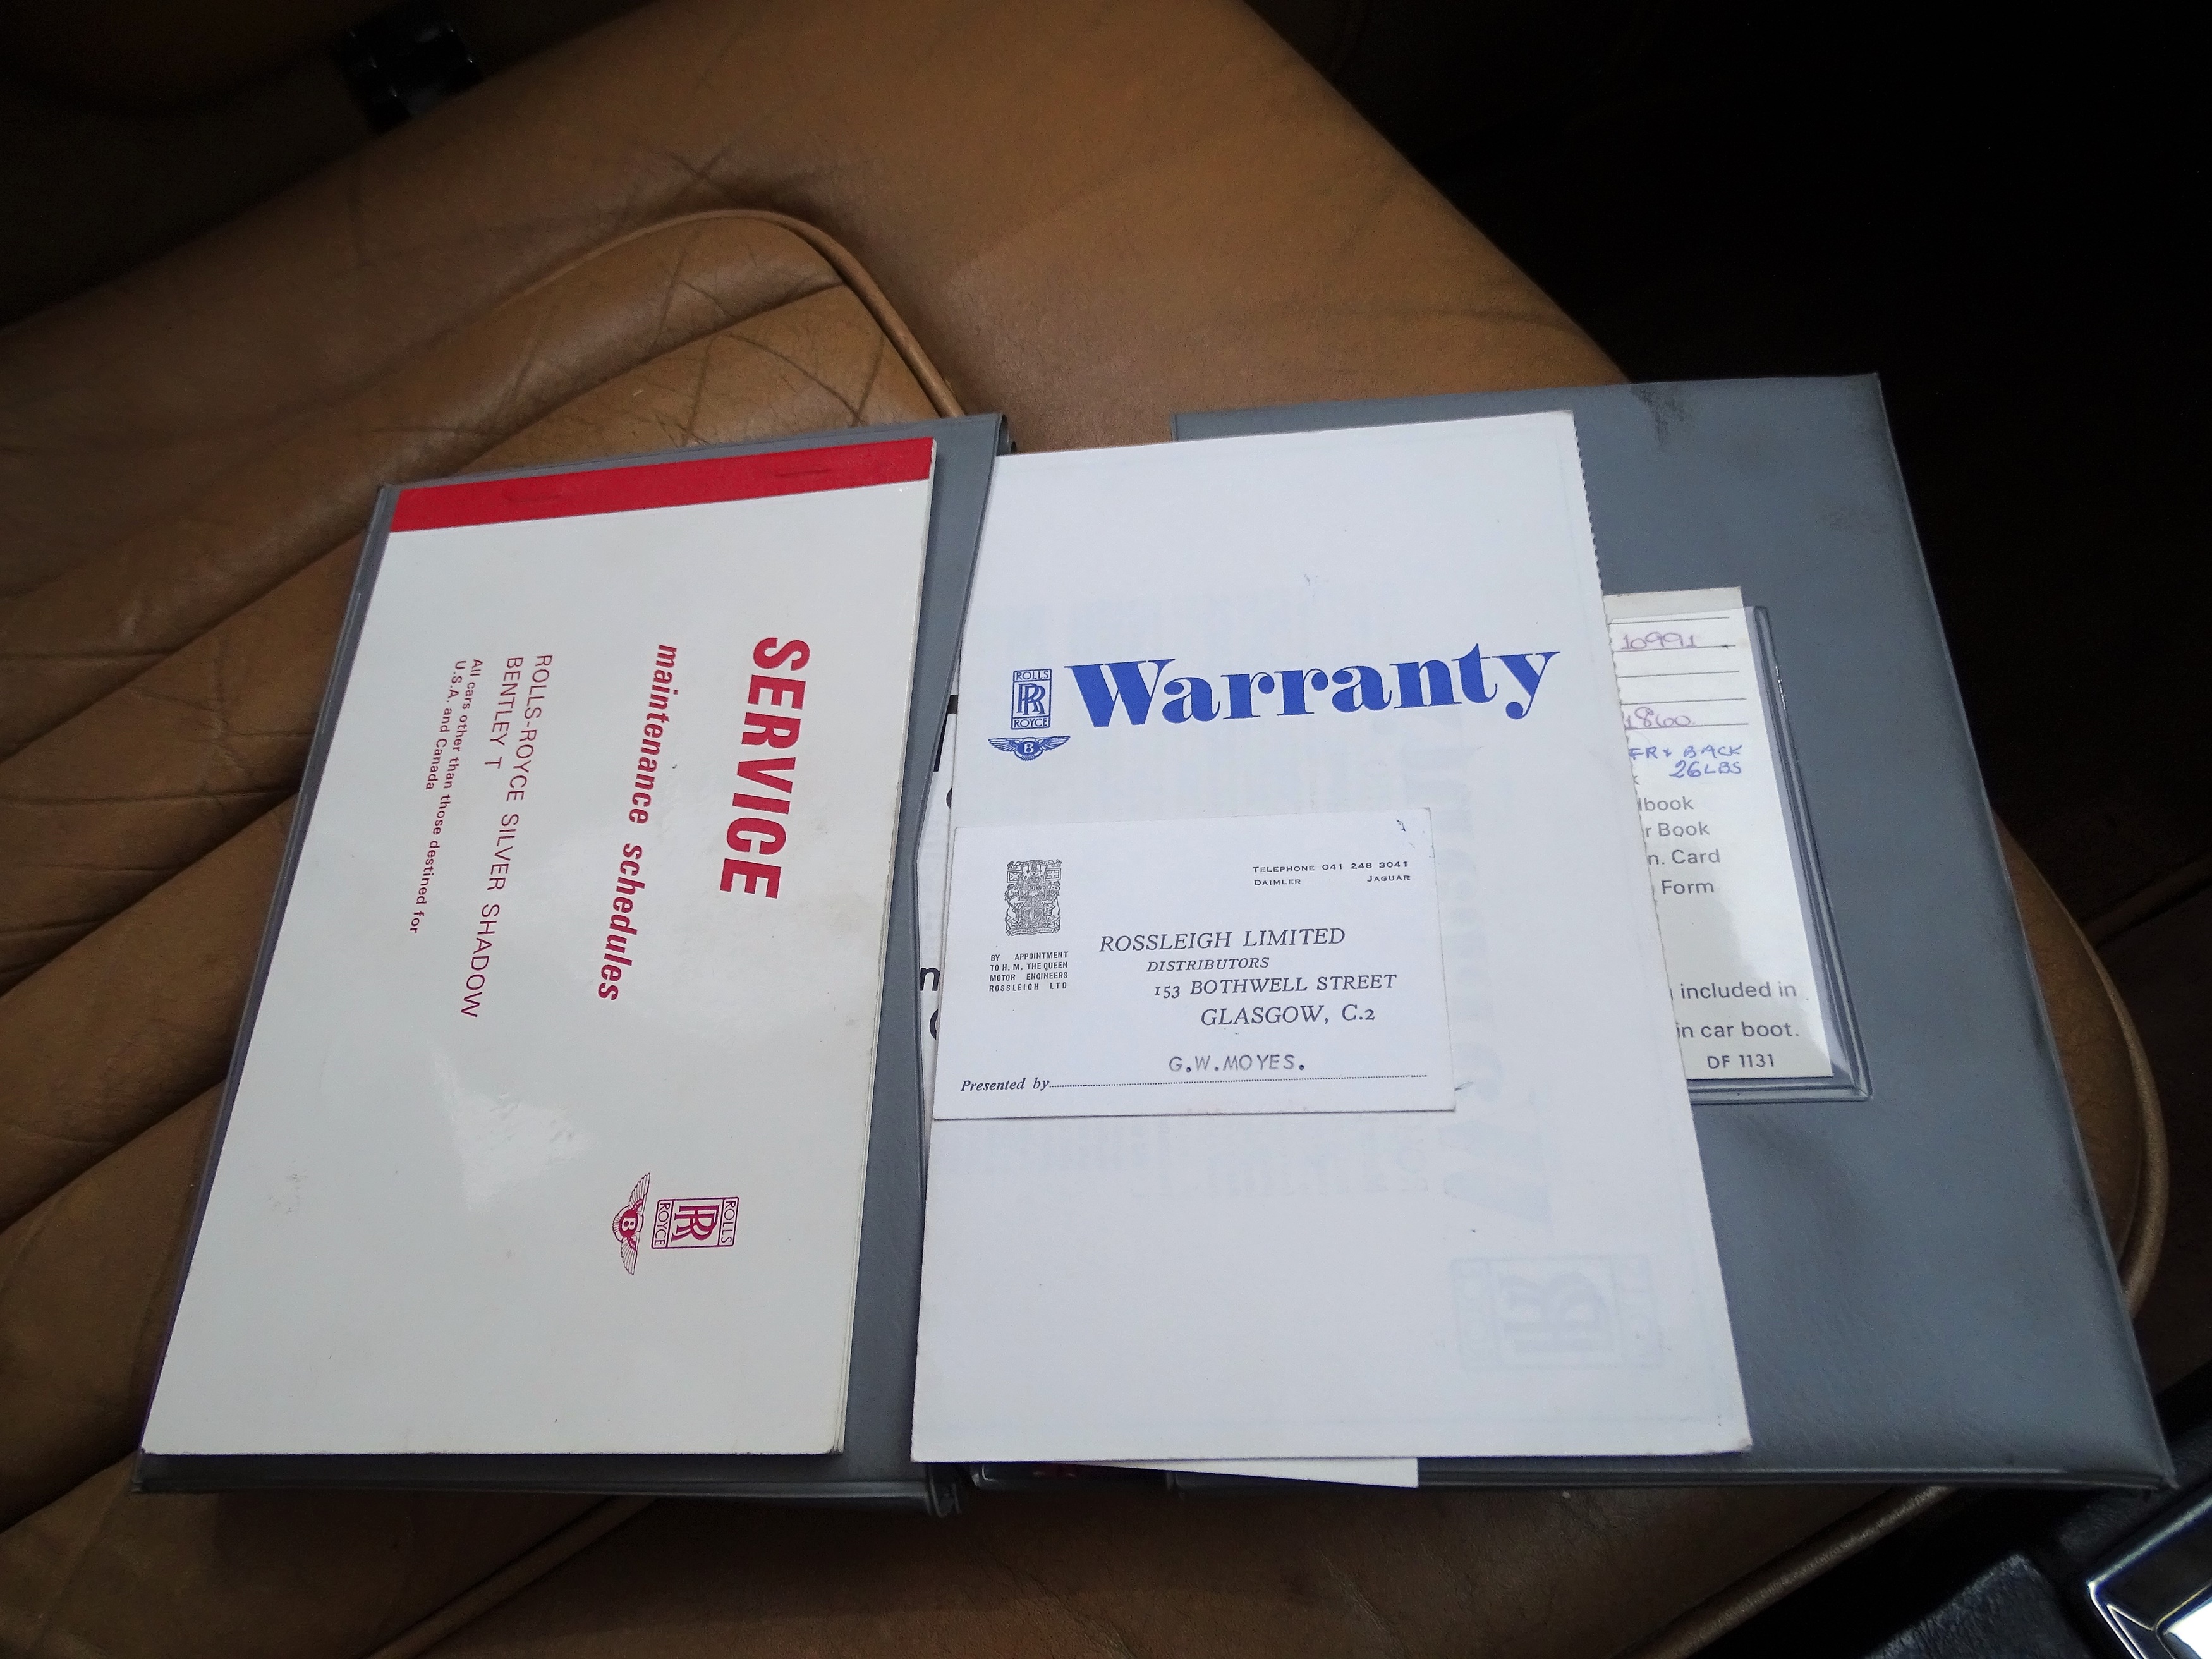 SERVICE
maintenance schedules
ROLLS-ROYCE SILVER SHADOW
BENTLEY T
All cars other than those destined for
U.S.A. and Canada
ROLLS
RR
ROYCE
B
Warranty
ROLLS
RR
ROYCE
B
TELEPHONE 041 248 3041
DAIMLER JAGUAR
BY APPOINTMENT
TO H. M. THE QUEEN
MOTOR ENGINEERS
ROSSLEIGH LTD
ROSSLEIGH LIMITED
DISTRIBUTORS
153 BOTHWELL STREET
GLASGOW, C.2
G.W.MOYES.
Presented by
10991
1860
FR & BACK
26LBS
r Book
n. Card
Form
included in
in car boot.
DF 1131